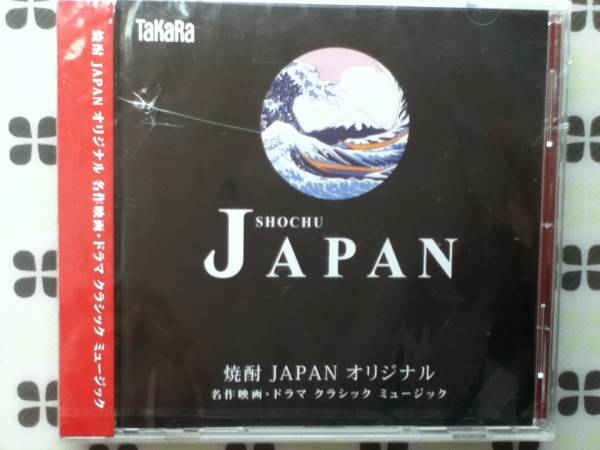 焼酎 JAPAN オリジナル 名作映画・ドラマ クラシック ミュージック
TaKaRa
SHOCHU
JAPAN
焼酎 JAPAN オリジナル
名作映画・ドラマ クラシック ミュージック